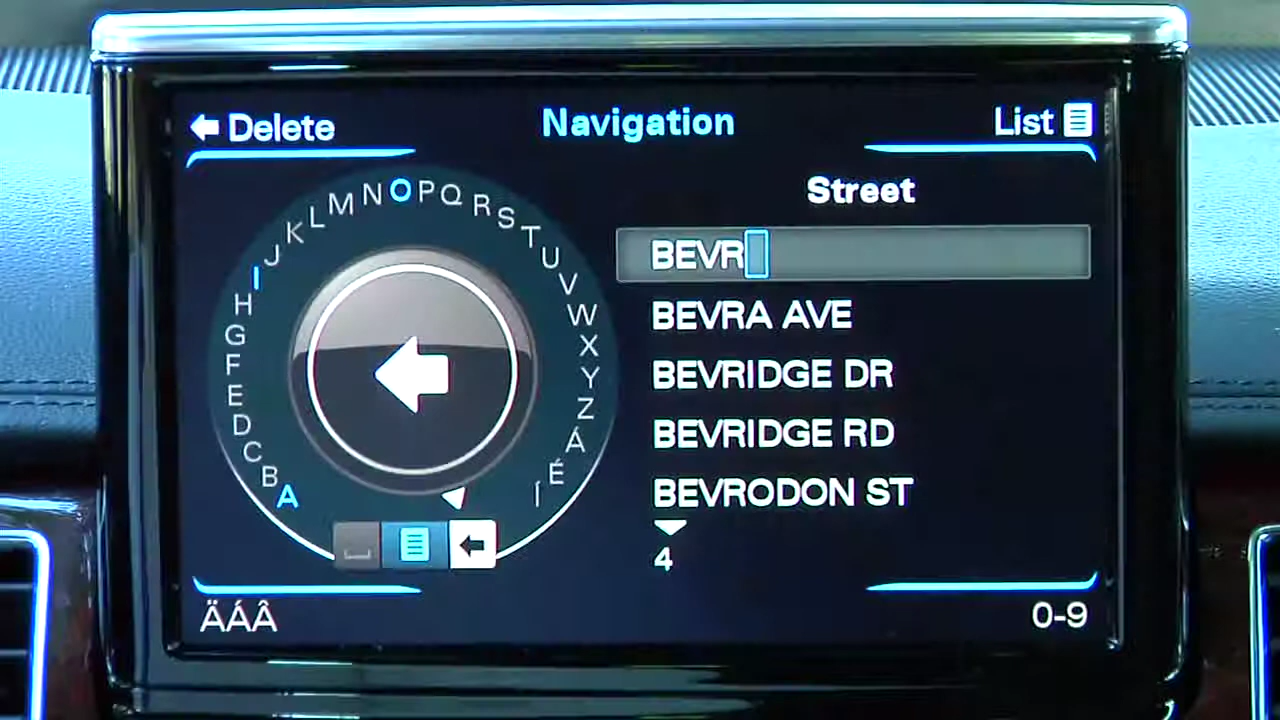 Delete
Navigation
List
Street
BEVR
BEVRA AVE
BEVRIDGE DR
BEVRIDGE RD
BEVRODON ST
4
A B C D E F G H I J K L M N O P Q R S T U V W X Y Z Á É Í
ÄÁÂ
0-9